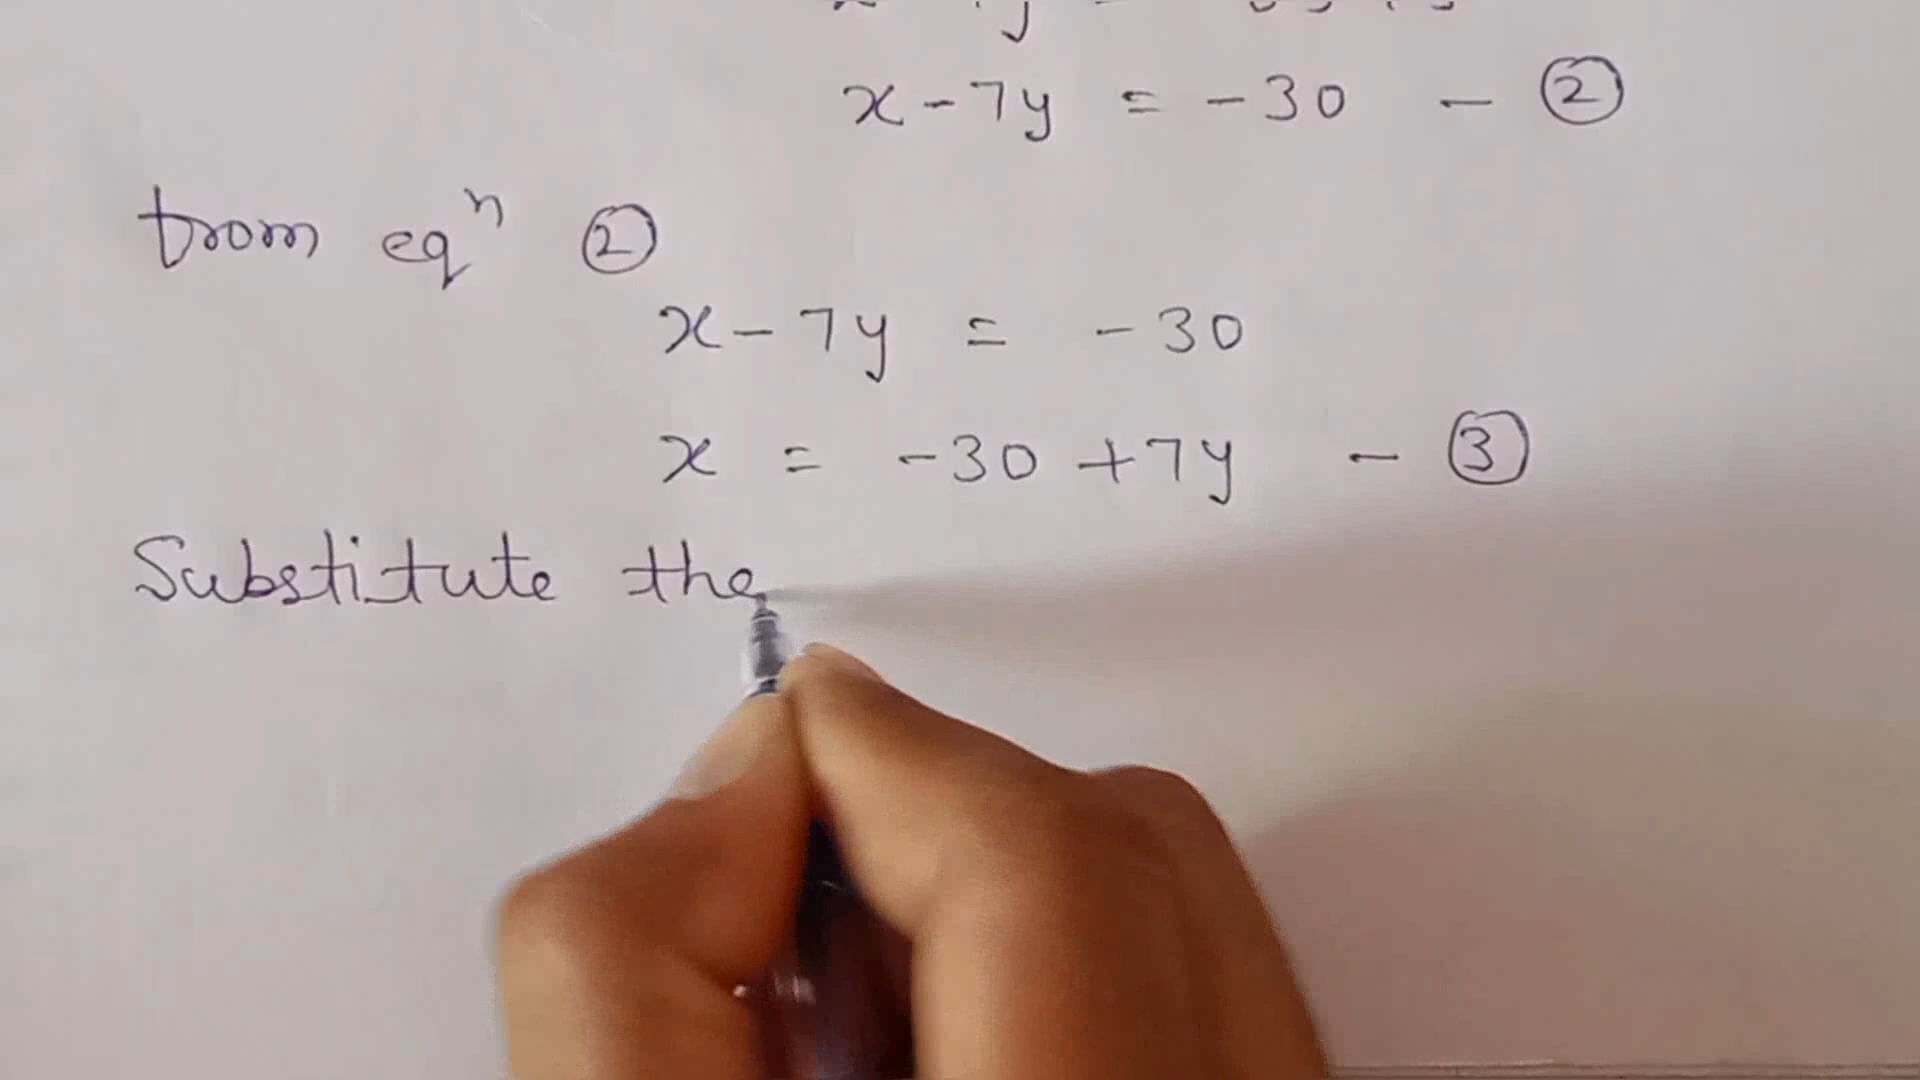 x - 7y = -30 - ②
from eqⁿ ②
x - 7y = -30
x = -30 + 7y - ③
Substitute the